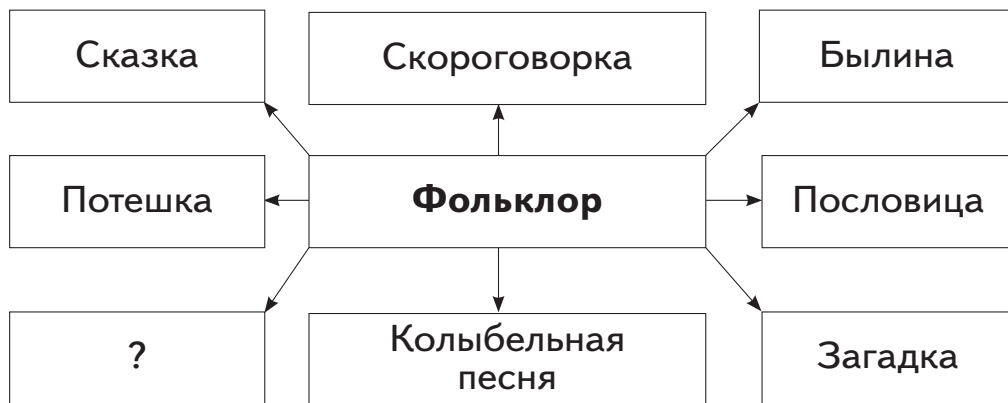 Сказка
Скороговорка
Былина
Потешка
Фольклор
Пословица
?
Колыбельная
песня
Загадка